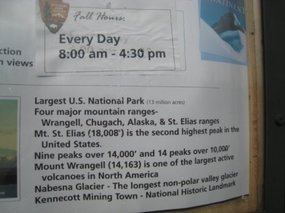 Fall Hours:
Every Day
8:00 am - 4:30 pm
ction
n views
Largest U.S. National Park (13 million acres)
Four major mountain ranges-
Wrangell, Chugach, Alaska, & St. Elias ranges
Mt. St. Elias (18,008') is the second highest peak in the
United States.
Nine peaks over 14,000' and 14 peaks over 10,000'
Mount Wrangell (14,163) is one of the largest active
volcanoes in North America
Nabesna Glacier - The longest non-polar valley glacier
Kennecott Mining Town - National Historic Landmark